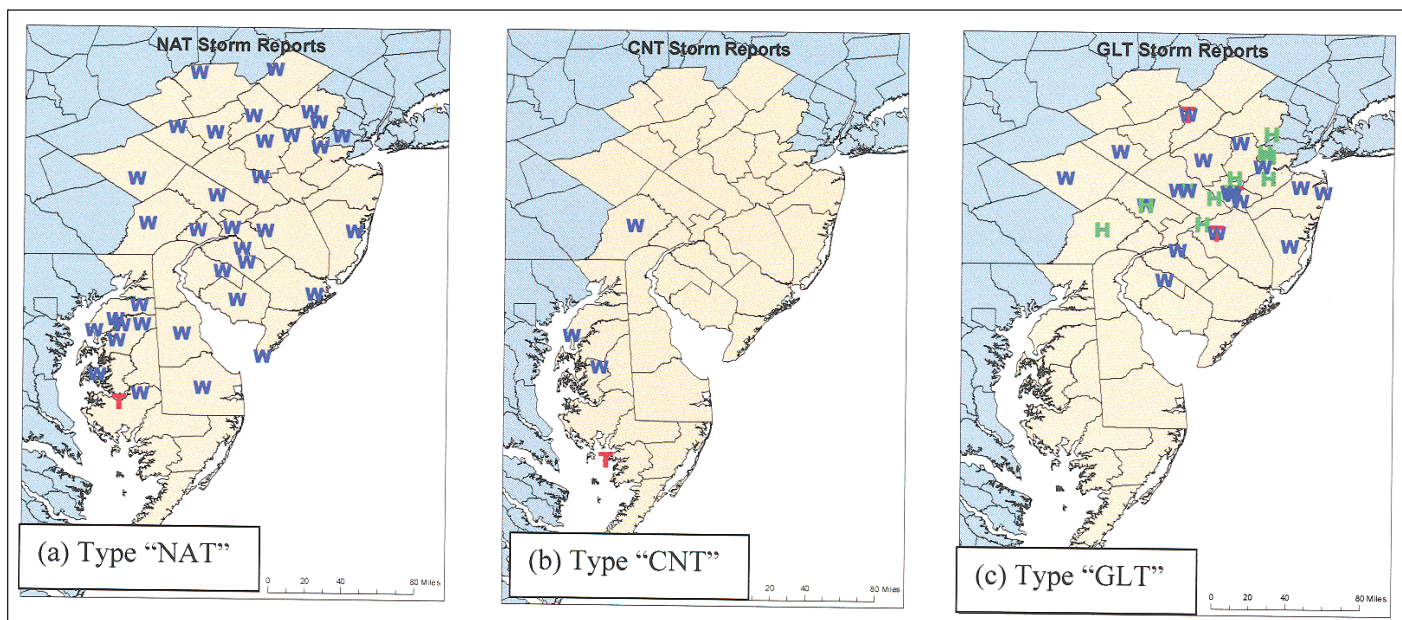 NAT Storm Reports
W W
W W W
W W W W
W W
W W
W
W W W W W
W
W
W
W W
W
W W W
W W W
W
W
W W
T
0 20 40 80 Miles
(a) Type “NAT”
CNT Storm Reports
W
W
W
T
0 20 40 80 Miles
(b) Type “CNT”
GLT Storm Reports
W
H
W
W W H H
W
W H H
W W W W W
H W
W H
H H W T
W W
W
0 20 40 80 Miles
(c) Type “GLT”